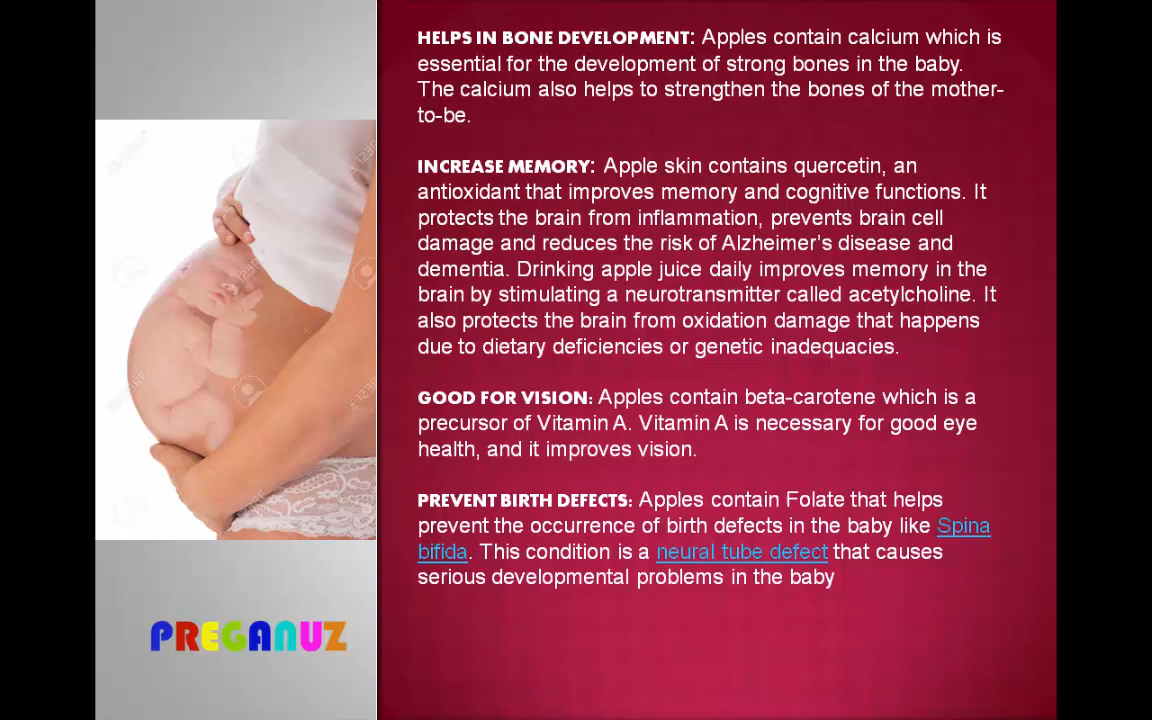 HELPS IN BONE DEVELOPMENT: Apples contain calcium which is
essential for the development of strong bones in the baby.
The calcium also helps to strengthen the bones of the mother-
to-be.
INCREASE MEMORY: Apple skin contains quercetin, an
antioxidant that improves memory and cognitive functions. It
protects the brain from inflammation, prevents brain cell
damage and reduces the risk of Alzheimer’s disease and
dementia. Drinking apple juice daily improves memory in the
brain by stimulating a neurotransmitter called acetylcholine. It
also protects the brain from oxidation damage that happens
due to dietary deficiencies or genetic inadequacies.
GOOD FOR VISION: Apples contain beta-carotene which is a
precursor of Vitamin A. Vitamin A is necessary for good eye
health, and it improves vision.
PREVENT BIRTH DEFECTS: Apples contain Folate that helps
prevent the occurrence of birth defects in the baby like Spina
bifida. This condition is a neural tube defect that causes
serious developmental problems in the baby
PREGANUZ